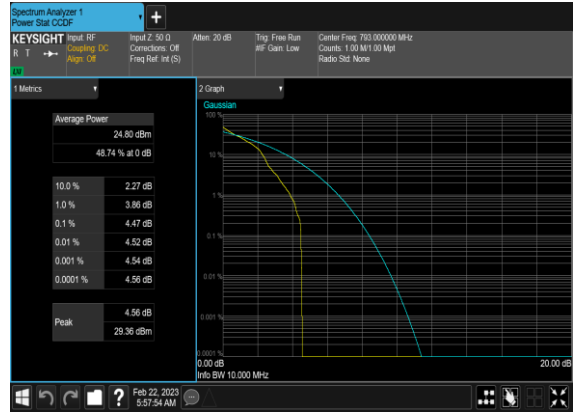 Spectrum Analyzer 1
Power Stat CCDF
+
KEYSIGHT
R T
LW
Input: RF
Coupling: DC
Align: Off
Input Z: 50 Ω
Corrections: Off
Freq Ref: Int (S)
Atten: 20 dB
Trig: Free Run
#IF Gain: Low
Center Freq: 793.000000 MHz
Counts: 1.00 M/1.00 Mpt
Radio Std: None
1 Metrics
Average Power
24.80 dBm
48.74 % at 0 dB
10.0 % 2.27 dB
1.0 % 3.86 dB
0.1 % 4.47 dB
0.01 % 4.52 dB
0.001 % 4.54 dB
0.0001 % 4.56 dB
Peak
4.56 dB
29.36 dBm
2 Graph
Gaussian
100 %
10 %
1 %
0.1 %
0.01 %
0.001 %
0.0001 %
0.00 dB 20.00 dB
Info BW 10.000 MHz
? Feb 22, 2023
5:57:54 AM